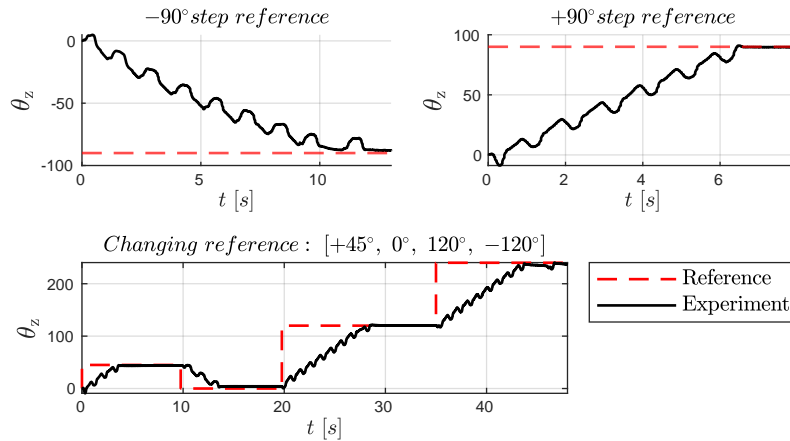 −90°step reference
+90°step reference
0
-50
-100
θz
0
5
10
t [s]
100
50
0
θz
0
2
4
6
t [s]
Changing reference : [+45°, 0°, 120°, −120°]
200
100
0
θz
0
10
20
30
40
t [s]
Reference
Experiment